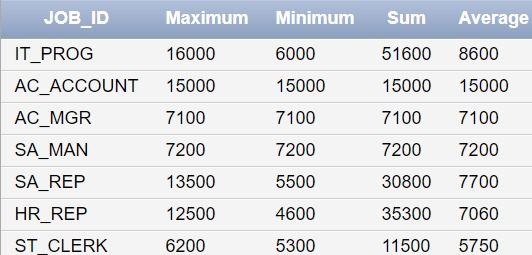 JOB_ID Maximum Minimum Sum Average
IT_PROG 16000 6000 51600 8600
AC_ACCOUNT 15000 15000 15000 15000
AC_MGR 7100 7100 7100 7100
SA_MAN 7200 7200 7200 7200
SA_REP 13500 5500 30800 7700
HR_REP 12500 4600 35300 7060
ST_CLERK 6200 5300 11500 5750